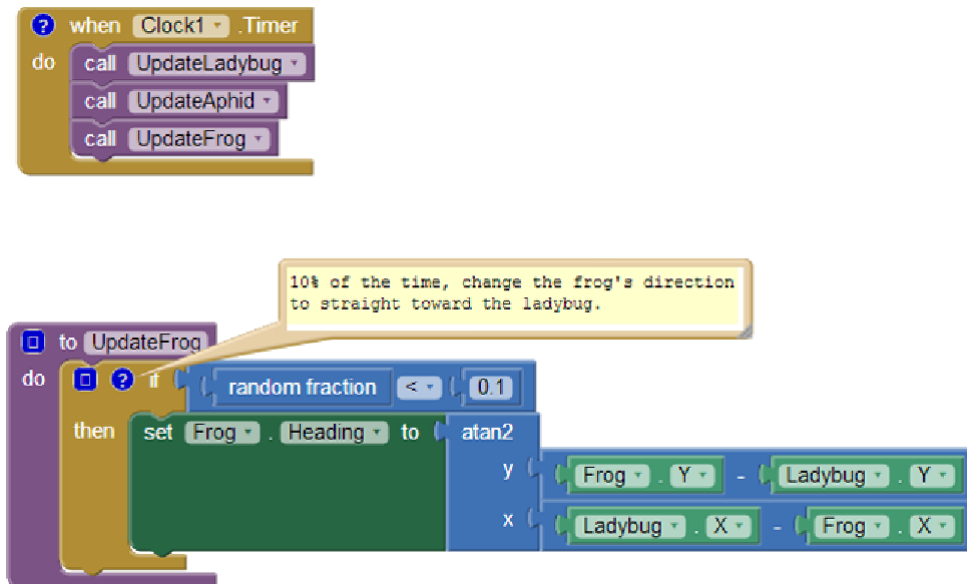 when Clock1 .Timer
do call UpdateLadybug
call UpdateAphid
call UpdateFrog
10% of the time, change the frog's direction
to straight toward the ladybug.
to UpdateFrog
do if random fraction < 0.1
then set Frog . Heading to atan2
y Frog . Y - Ladybug . Y
x Ladybug . X - Frog . X